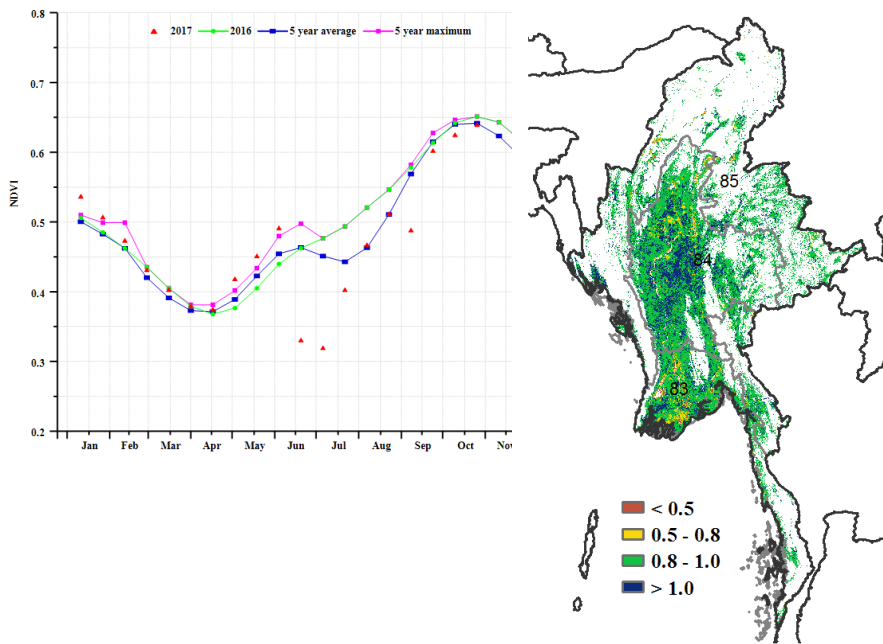 0.8
2017 2016 5 year average 5 year maximum
0.7
0.6
NDVI
0.5
0.4
0.3
0.2
Jan Feb Mar Apr May Jun Jul Aug Sep Oct Nov
85
84
83
< 0.5
0.5 - 0.8
0.8 - 1.0
> 1.0